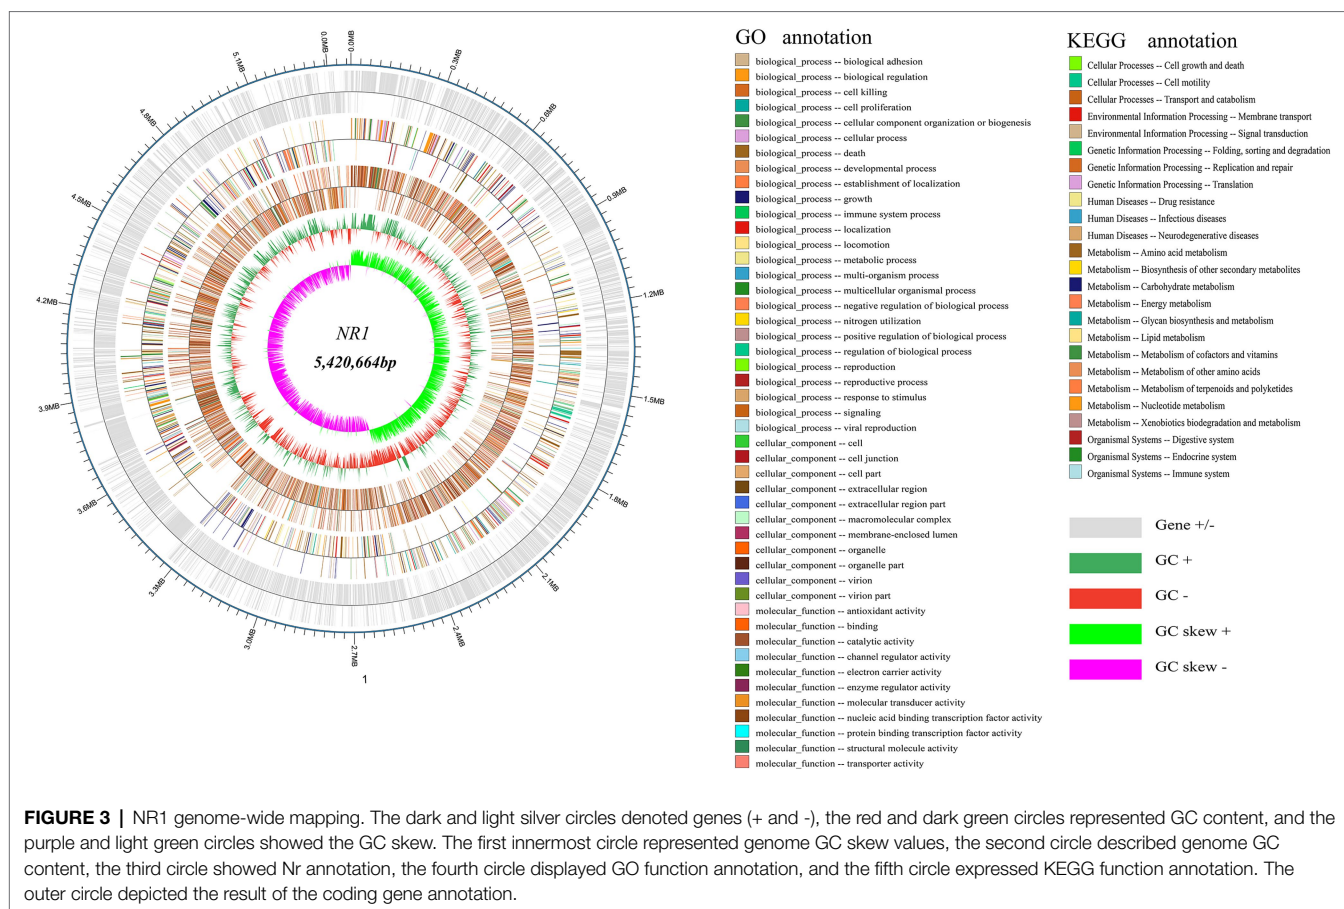 0.0MB
0.0MB
0.3MB
0.6MB
0.9MB
1.2MB
1.5MB
1.8MB
2.1MB
2.4MB
2.7MB
3.0MB
3.3MB
3.6MB
3.9MB
4.2MB
4.5MB
4.8MB
5.1MB
NR1
5,420,664bp
1
GO annotation
biological_process -- biological adhesion
biological_process -- biological regulation
biological_process -- cell killing
biological_process -- cell proliferation
biological_process -- cellular component organization or biogenesis
biological_process -- cellular process
biological_process -- death
biological_process -- developmental process
biological_process -- establishment of localization
biological_process -- growth
biological_process -- immune system process
biological_process -- localization
biological_process -- locomotion
biological_process -- metabolic process
biological_process -- multi-organism process
biological_process -- multicellular organismal process
biological_process -- negative regulation of biological process
biological_process -- nitrogen utilization
biological_process -- positive regulation of biological process
biological_process -- regulation of biological process
biological_process -- reproduction
biological_process -- reproductive process
biological_process -- response to stimulus
biological_process -- signaling
biological_process -- viral reproduction
cellular_component -- cell
cellular_component -- cell junction
cellular_component -- cell part
cellular_component -- extracellular region
cellular_component -- extracellular region part
cellular_component -- macromolecular complex
cellular_component -- membrane-enclosed lumen
cellular_component -- organelle
cellular_component -- organelle part
cellular_component -- virion
cellular_component -- virion part
molecular_function -- antioxidant activity
molecular_function -- binding
molecular_function -- catalytic activity
molecular_function -- channel regulator activity
molecular_function -- electron carrier activity
molecular_function -- enzyme regulator activity
molecular_function -- molecular transducer activity
molecular_function -- nucleic acid binding transcription factor activity
molecular_function -- protein binding transcription factor activity
molecular_function -- structural molecule activity
molecular_function -- transporter activity
KEGG annotation
Cellular Processes -- Cell growth and death
Cellular Processes -- Cell motility
Cellular Processes -- Transport and catabolism
Environmental Information Processing -- Membrane transport
Environmental Information Processing -- Signal transduction
Genetic Information Processing -- Folding, sorting and degradation
Genetic Information Processing -- Replication and repair
Genetic Information Processing -- Translation
Human Diseases -- Drug resistance
Human Diseases -- Infectious diseases
Human Diseases -- Neurodegenerative diseases
Metabolism -- Amino acid metabolism
Metabolism -- Biosynthesis of other secondary metabolites
Metabolism -- Carbohydrate metabolism
Metabolism -- Energy metabolism
Metabolism -- Glycan biosynthesis and metabolism
Metabolism -- Lipid metabolism
Metabolism -- Metabolism of cofactors and vitamins
Metabolism -- Metabolism of other amino acids
Metabolism -- Metabolism of terpenoids and polyketides
Metabolism -- Nucleotide metabolism
Metabolism -- Xenobiotics biodegradation and metabolism
Organismal Systems -- Digestive system
Organismal Systems -- Endocrine system
Organismal Systems -- Immune system
Gene +/-
GC +
GC -
GC skew +
GC skew -
FIGURE 3 | NR1 genome-wide mapping. The dark and light silver circles denoted genes (+ and -), the red and dark green circles represented GC content, and the
purple and light green circles showed the GC skew. The first innermost circle represented genome GC skew values, the second circle described genome GC
content, the third circle showed Nr annotation, the fourth circle displayed GO function annotation, and the fifth circle expressed KEGG function annotation. The
outer circle depicted the result of the coding gene annotation.